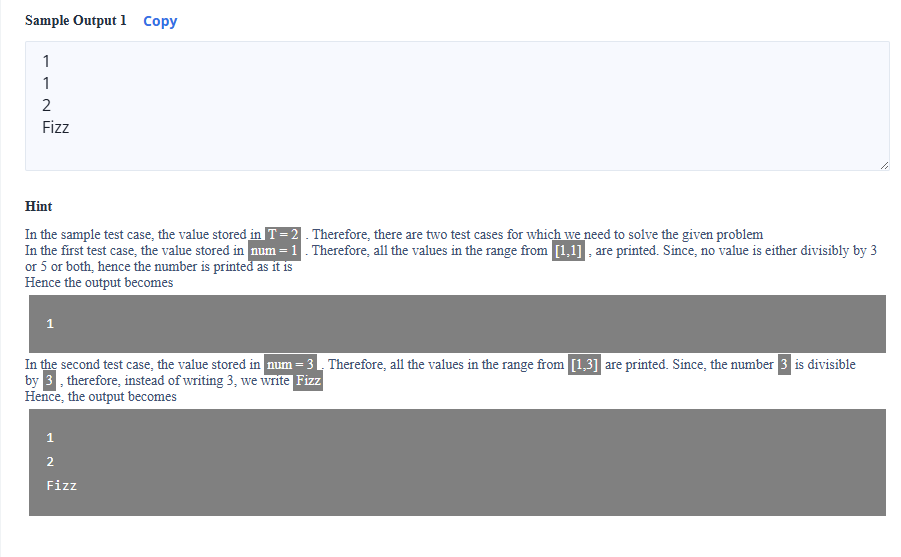 Sample Output 1 Copy
1
1
2
Fizz
Hint
In the sample test case, the value stored in T = 2 . Therefore, there are two test cases for which we need to solve the given problem
In the first test case, the value stored in num = 1 . Therefore, all the values in the range from [1,1] , are printed. Since, no value is either divisibly by 3
or 5 or both, hence the number is printed as it is
Hence the output becomes
1
In the second test case, the value stored in num = 3 . Therefore, all the values in the range from [1,3] are printed. Since, the number 3 is divisible
by 3 , therefore, instead of writing 3, we write Fizz
Hence, the output becomes
1
2
Fizz